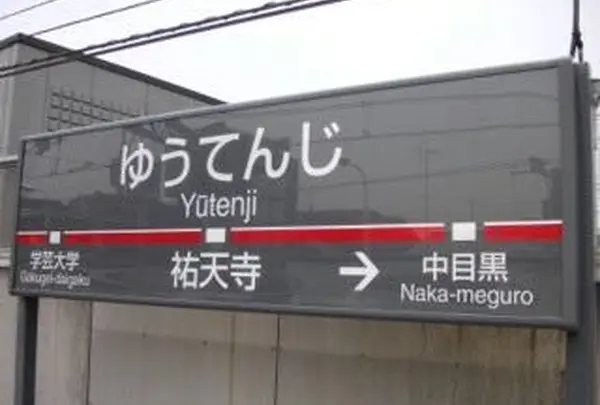 ゆうてんじ
Yūtenji
学芸大学
Gakugei-daigaku
祐天寺
→
中目黒
Naka-meguro